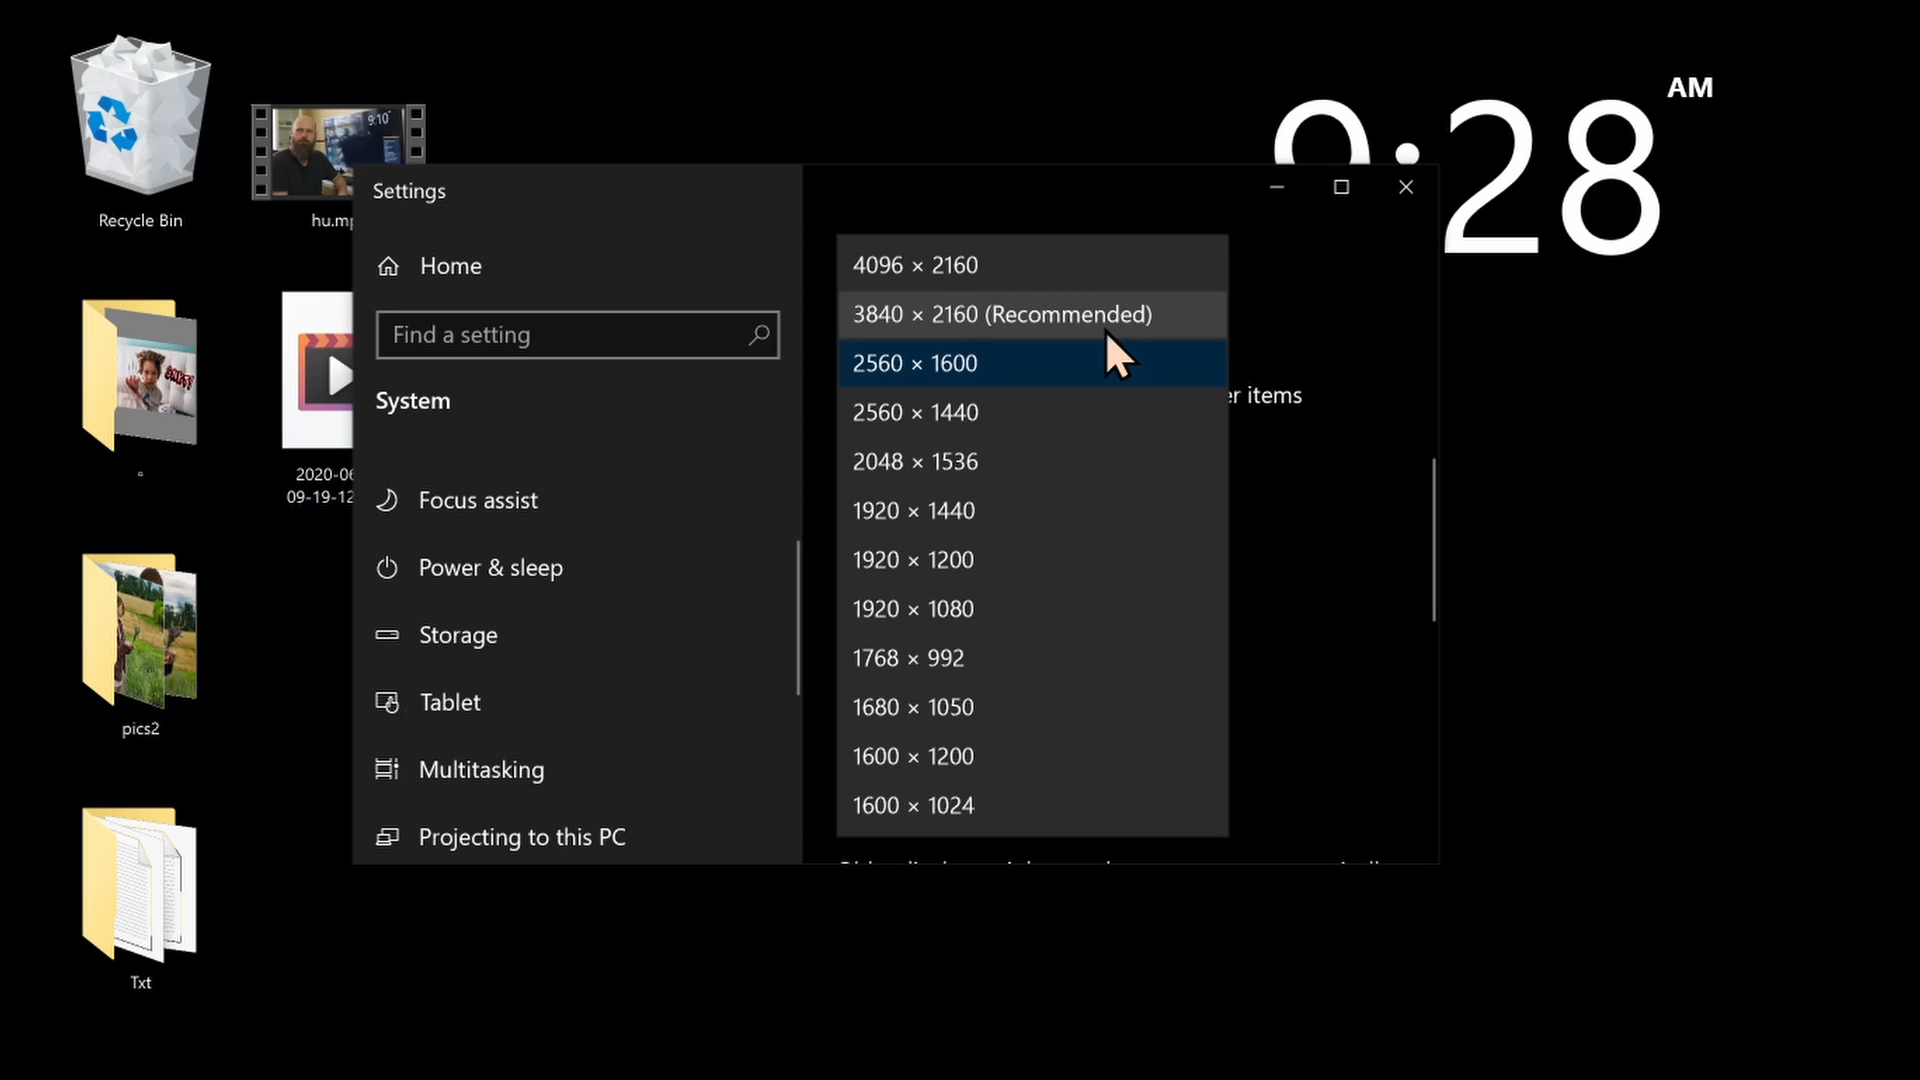 AM
9:28
Recycle Bin
9:10
hu.mp
2020-06
09-19-12
pics2
Txt
Settings
Home
Find a setting
System
Focus assist
Power & sleep
Storage
Tablet
Multitasking
Projecting to this PC
4096 × 2160
3840 × 2160 (Recommended)
2560 × 1600
2560 × 1440
2048 × 1536
1920 × 1440
1920 × 1200
1920 × 1080
1768 × 992
1680 × 1050
1600 × 1200
1600 × 1024
er items